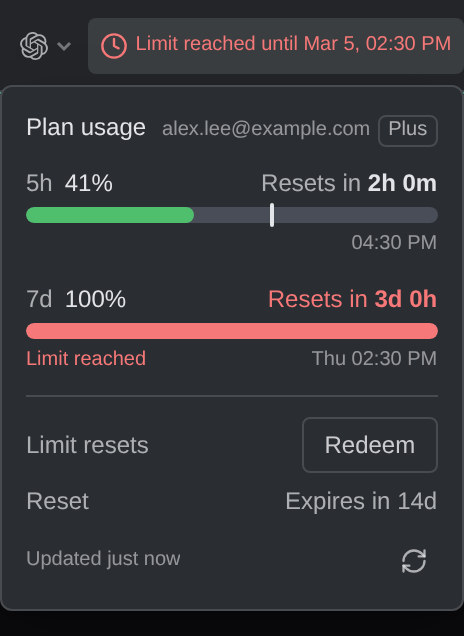 Limit reached until Mar 5, 02:30 PM
Plan usage alex.lee@example.com Plus
5h 41% Resets in 2h 0m
04:30 PM
7d 100% Resets in 3d 0h
Limit reached Thu 02:30 PM
Limit resets Redeem
Reset Expires in 14d
Updated just now